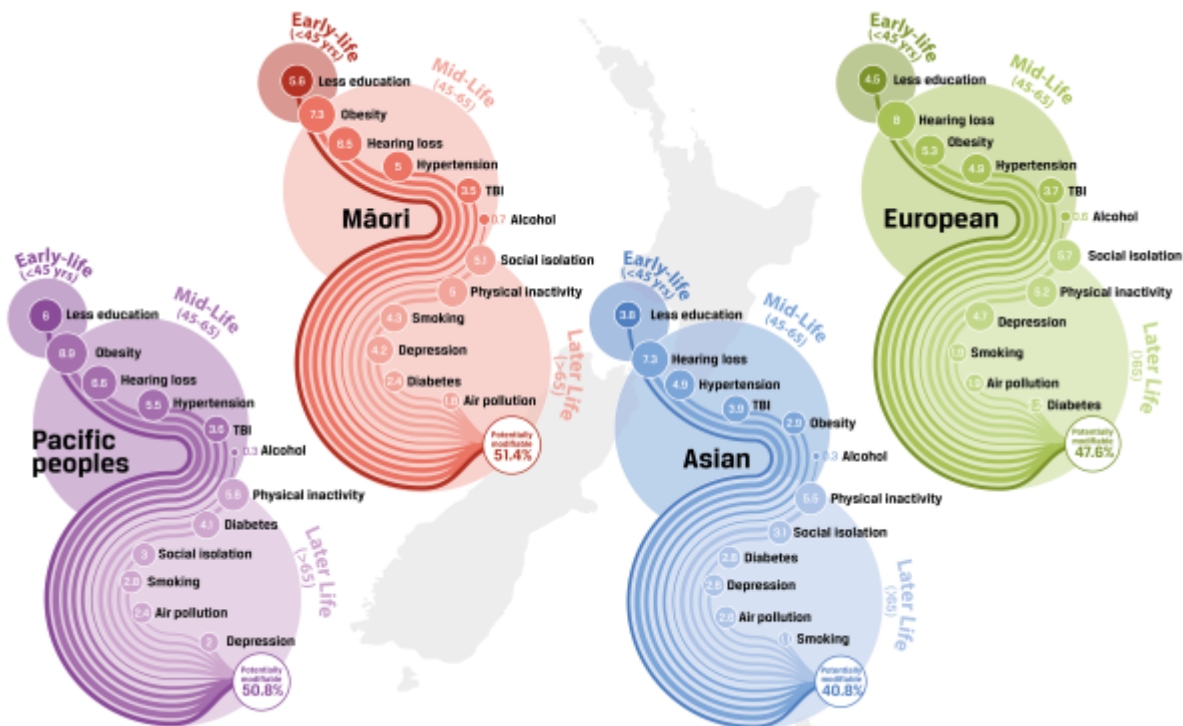 Early-life
(<45 yrs)
5.6
Less education
Mid-Life
(45-65)
7.3
Obesity
6.5
Hearing loss
5
Hypertension
3.5
TBI
0.7
Alcohol
Māori
5.1
Social isolation
5
Physical inactivity
4.3
Smoking
4.2
Depression
2.4
Diabetes
Air pollution
Later Life
(>65)
Potentially
modifiable
51.4%
Early-life
(<45 yrs)
4.5
Less education
Mid-Life
(45-65)
8
Hearing loss
5.3
Obesity
4.9
Hypertension
3.7
TBI
Alcohol
European
5.7
Social isolation
5.2
Physical inactivity
4.7
Depression
Smoking
Air pollution
Diabetes
Later Life
(>65)
Potentially
modifiable
47.6%
Early-life
(<45 yrs)
6
Less education
Mid-Life
(45-65)
8.9
Obesity
6.6
Hearing loss
5.5
Hypertension
3.6
TBI
0.3
Alcohol
Pacific
peoples
5.6
Physical inactivity
4.1
Diabetes
3
Social isolation
2.8
Smoking
2.4
Air pollution
2
Depression
Later Life
(>65)
Potentially
modifiable
50.8%
Early-life
(<45 yrs)
3.8
Less education
Mid-Life
(45-65)
7.3
Hearing loss
4.9
Hypertension
3.9
TBI
2.9
Obesity
0.3
Alcohol
Asian
5.5
Physical inactivity
3.1
Social isolation
2.8
Diabetes
Depression
Air pollution
Smoking
Later Life
(>65)
Potentially
modifiable
40.8%